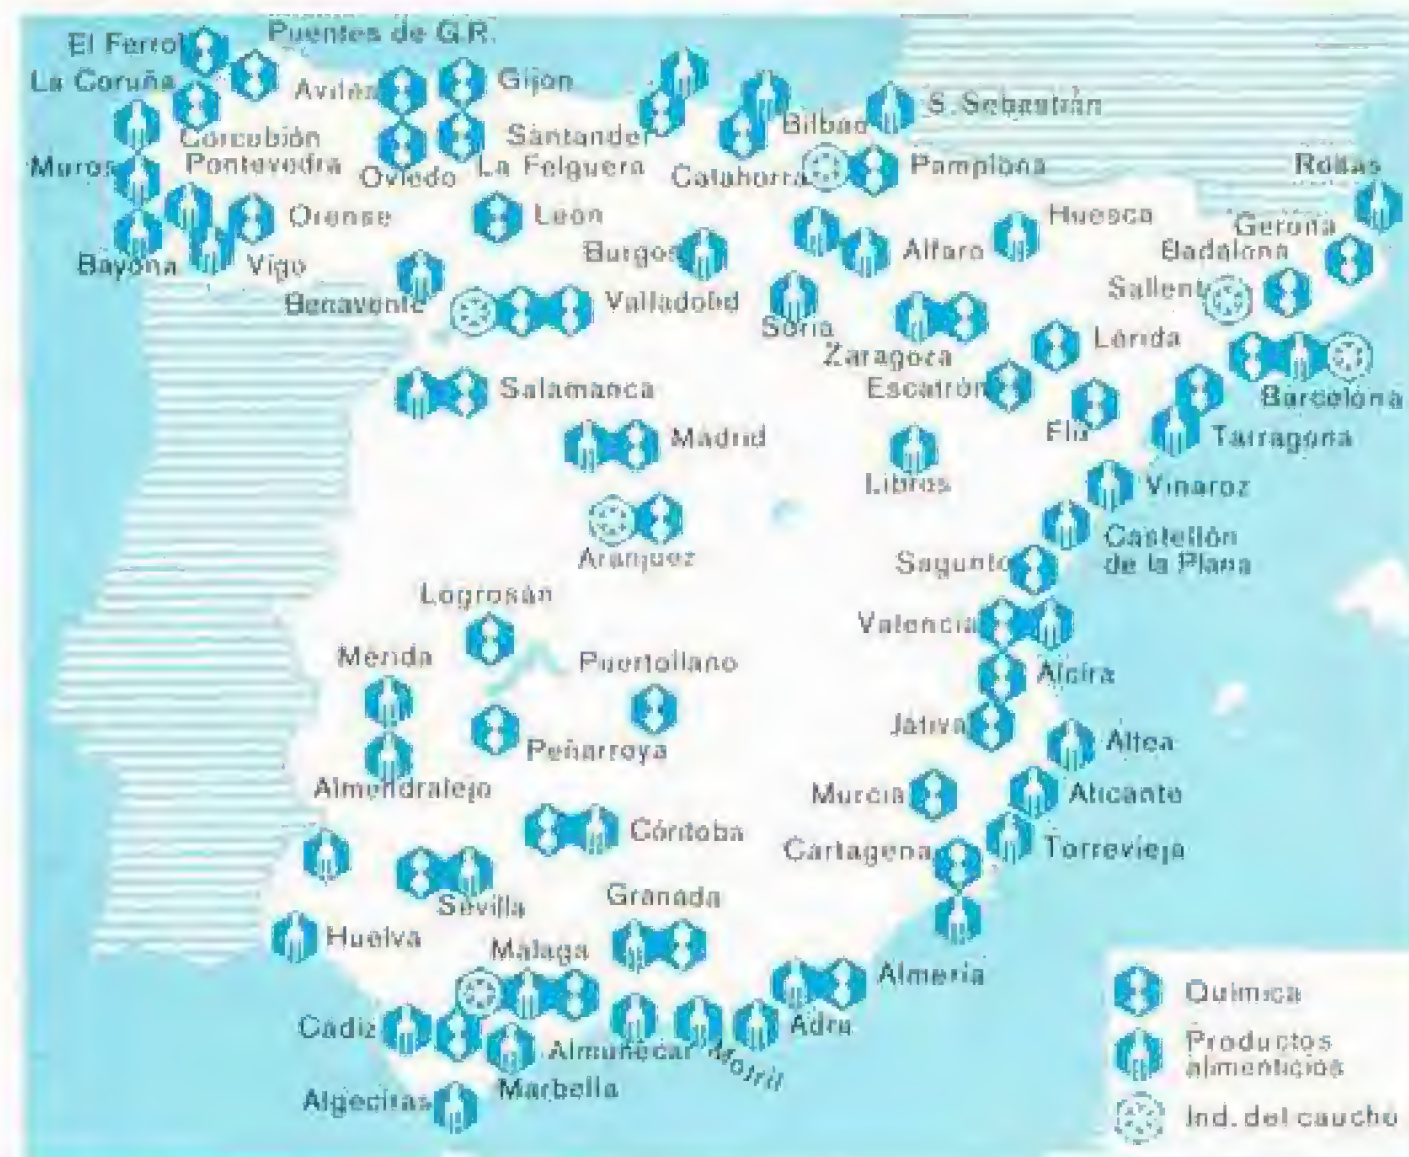 El Ferrol
Puentes de G.R.
La Coruña
Avilés
Gijon
Corcubión
Santander
Bilbao
S. Sebastián
Muros
Pontevedra
Oviedo
La Felguera
Calahorra
Pamplona
Rosas
Orense
León
Huesca
Gerona
Bayona
Vigo
Burgos
Alfaro
Badalona
Benavente
Valladolid
Soria
Sallent
Zaragoza
Lérida
Salamanca
Escatrón
Barcelona
Madrid
Flix
Tarragona
Libros
Vinaroz
Aranjuez
Castellón
de la Plana
Sagunto
Logrosán
Valencia
Mérida
Puertollano
Alcira
Játiva
Altea
Peñarroya
Almendralejo
Murcia
Alicante
Córdoba
Cartagena
Torrevieja
Sevilla
Granada
Huelva
Málaga
Almería
Cádiz
Almuñécar
Motril
Adra
Marbella
Algeciras
Química
Productos
alimenticios
Ind. del caucho